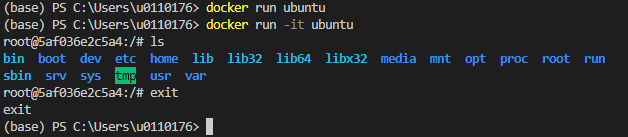 (base) PS C:\Users\u0110176> docker run ubuntu
(base) PS C:\Users\u0110176> docker run -it ubuntu
root@5af036e2c5a4:/# ls
bin boot dev etc home lib lib32 lib64 libx32 media mnt opt proc root run
sbin srv sys tmp usr var
root@5af036e2c5a4:/# exit
exit
(base) PS C:\Users\u0110176>